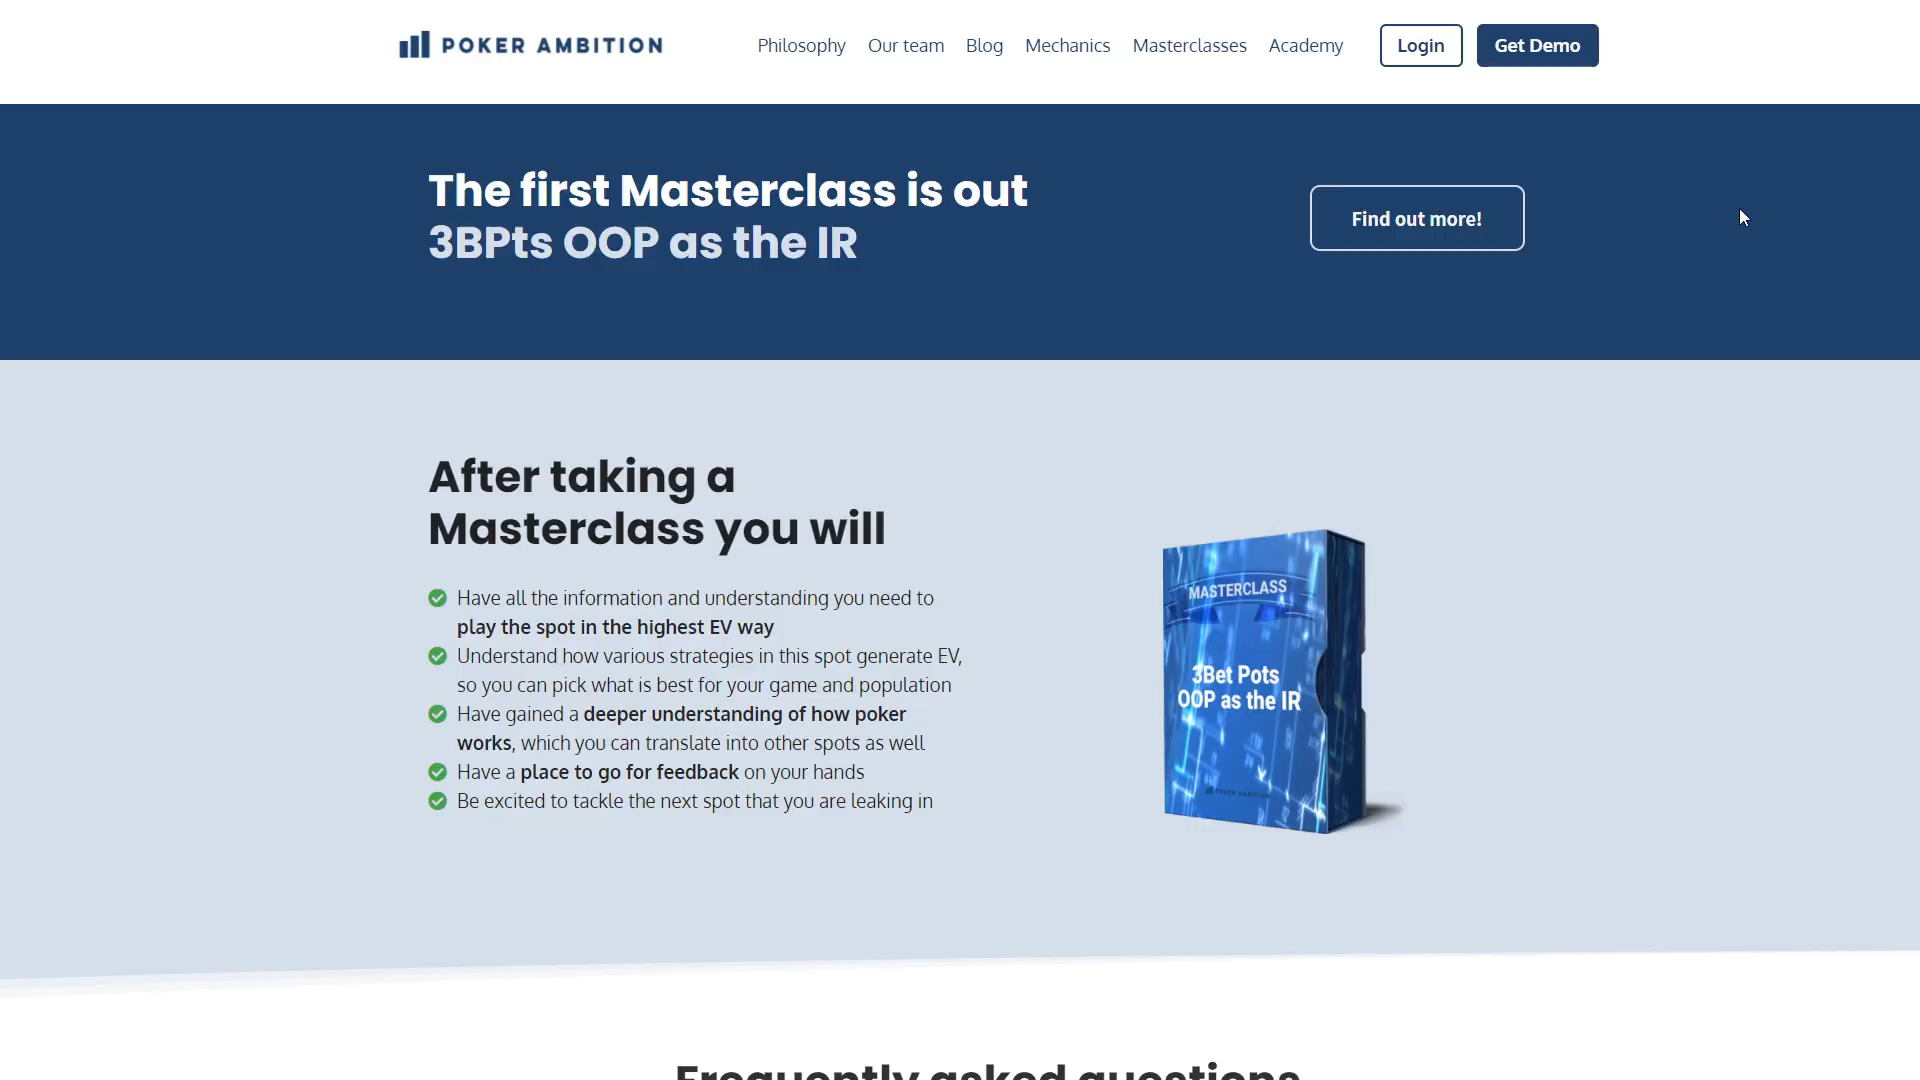 POKER AMBITION
Philosophy Our team Blog Mechanics Masterclasses Academy Login Get Demo
The first Masterclass is out
3BPts OOP as the IR
Find out more!
After taking a
Masterclass you will
Have all the information and understanding you need to
play the spot in the highest EV way
Understand how various strategies in this spot generate EV,
so you can pick what is best for your game and population
Have gained a deeper understanding of how poker
works, which you can translate into other spots as well
Have a place to go for feedback on your hands
Be excited to tackle the next spot that you are leaking in
MASTERCLASS
3Bet Pots
OOP as the IR
POKER AMBITION
Frequently asked questions